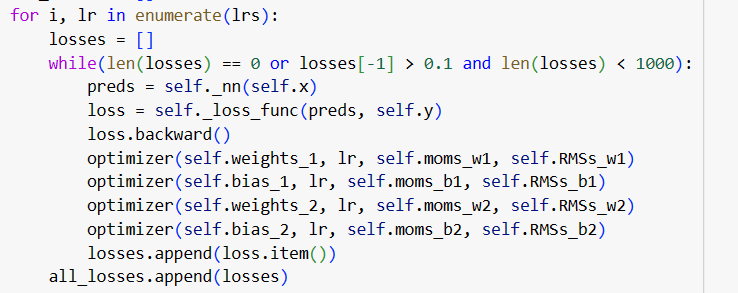 for i, lr in enumerate(lrs):
    losses = []
    while(len(losses) == 0 or losses[-1] > 0.1 and len(losses) < 1000):
        preds = self._nn(self.x)
        loss = self._loss_func(preds, self.y)
        loss.backward()
        optimizer(self.weights_1, lr, self.moms_w1, self.RMSs_w1)
        optimizer(self.bias_1, lr, self.moms_b1, self.RMSs_b1)
        optimizer(self.weights_2, lr, self.moms_w2, self.RMSs_w2)
        optimizer(self.bias_2, lr, self.moms_b2, self.RMSs_b2)
        losses.append(loss.item())
    all_losses.append(losses)